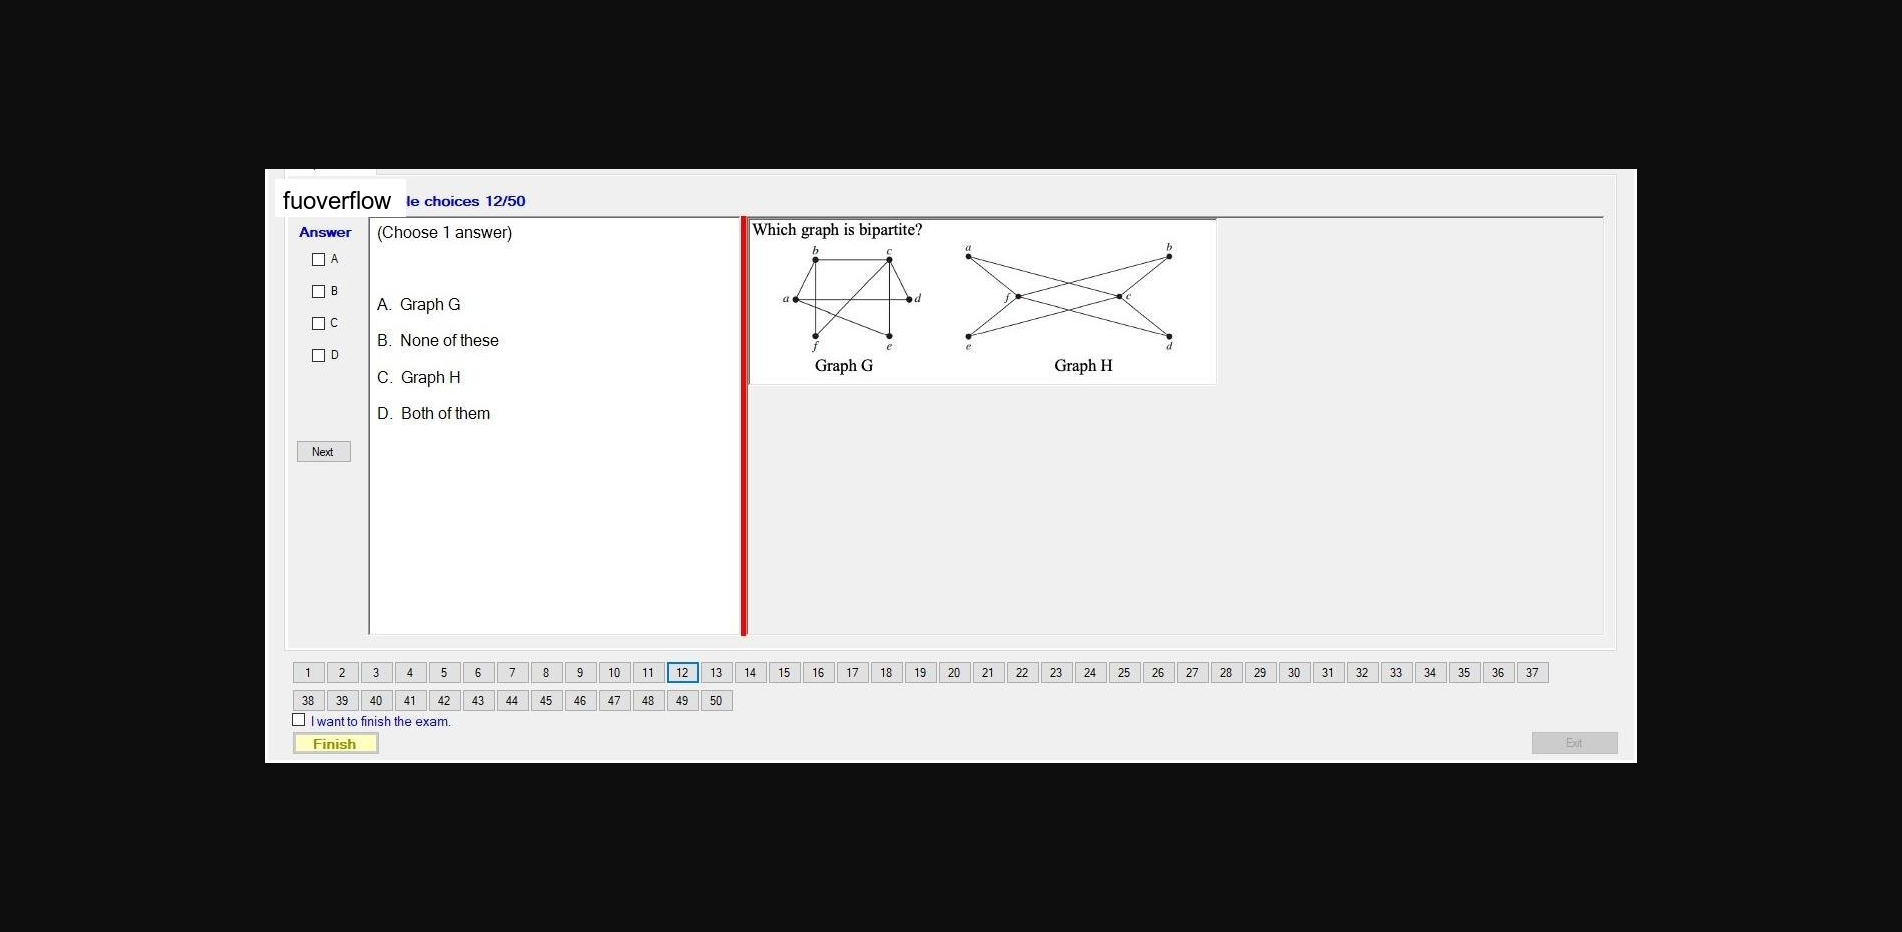 fuoverflow le choices 12/50
Answer
A
B
C
D
Next
(Choose 1 answer)
A. Graph G
B. None of these
C. Graph H
D. Both of them
Which graph is bipartite?
b c
a d
f e
Graph G
a b
f c
e d
Graph H
1 2 3 4 5 6 7 8 9 10 11 12 13 14 15 16 17 18 19 20 21 22 23 24 25 26 27 28 29 30 31 32 33 34 35 36 37
38 39 40 41 42 43 44 45 46 47 48 49 50
I want to finish the exam.
Finish
Exit